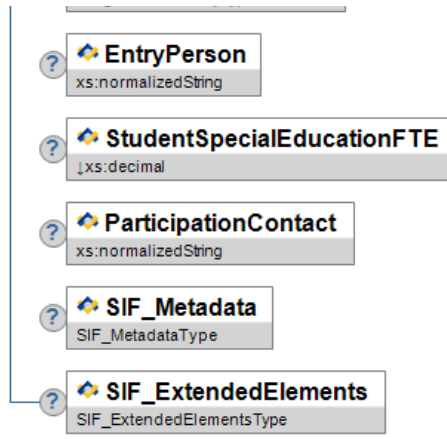 ?
EntryPerson
xs:normalizedString
?
StudentSpecialEducationFTE
↓xs:decimal
?
ParticipationContact
xs:normalizedString
?
SIF_Metadata
SIF_MetadataType
?
SIF_ExtendedElements
SIF_ExtendedElementsType